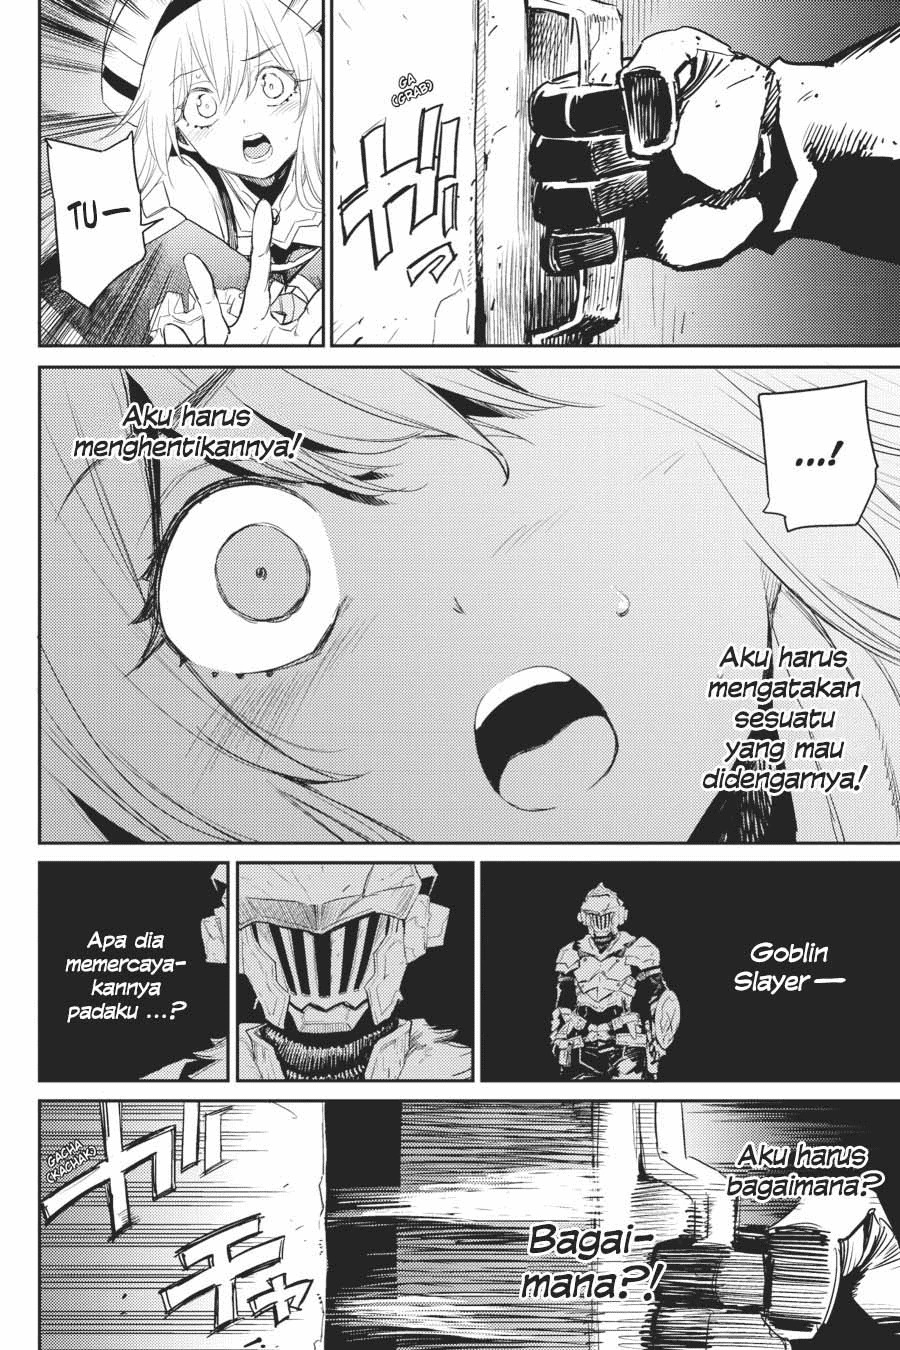 GA
(GRAB)
ガ
ッ
TU—
...!
Aku harus
menghentikannya!
Aku harus
mengatakan
sesuatu
yang mau
didengarnya!
Goblin
Slayer—
Apa dia
memercaya-
kannya
padaku ...?
Aku harus
bagaimana?
Bagai-
mana?!
GACHA
(KACHAK)
ガ
チャ